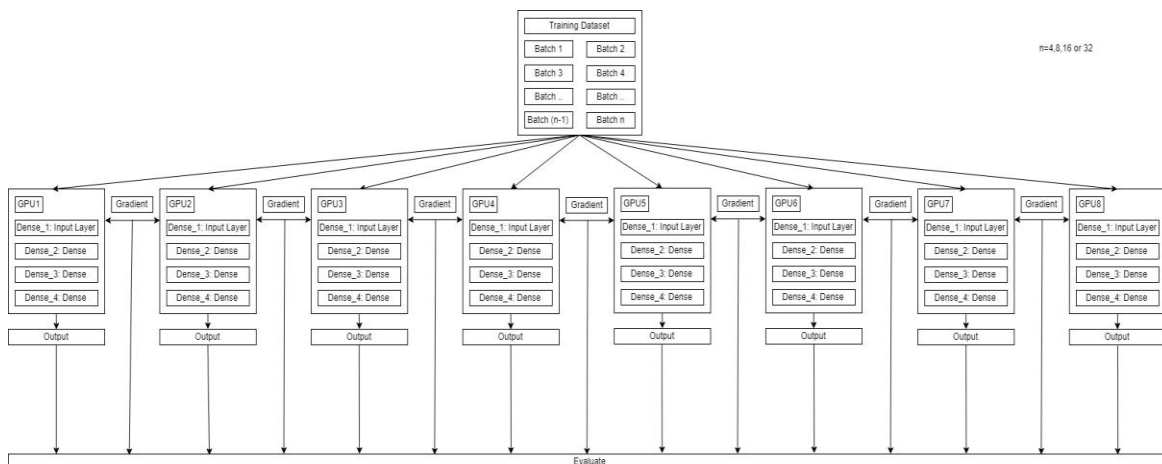 Training Dataset
Batch 1 Batch 2
n=4,8,16 or 32
Batch 3 Batch 4
Batch .. Batch ..
Batch (n-1) Batch n
GPU1 Gradient GPU2 Gradient GPU3 Gradient GPU4 Gradient GPU5 Gradient GPU6 Gradient GPU7 Gradient GPU8
Dense_1: Input Layer Dense_1: Input Layer Dense_1: Input Layer Dense_1: Input Layer Dense_1: Input Layer Dense_1: Input Layer Dense_1: Input Layer Dense_1: Input Layer
Dense_2: Dense Dense_2: Dense Dense_2: Dense Dense_2: Dense Dense_2: Dense Dense_2: Dense Dense_2: Dense Dense_2: Dense
Dense_3: Dense Dense_3: Dense Dense_3: Dense Dense_3: Dense Dense_3: Dense Dense_3: Dense Dense_3: Dense Dense_3: Dense
Dense_4: Dense Dense_4: Dense Dense_4: Dense Dense_4: Dense Dense_4: Dense Dense_4: Dense Dense_4: Dense Dense_4: Dense
Output Output Output Output Output Output Output Output
Evaluate